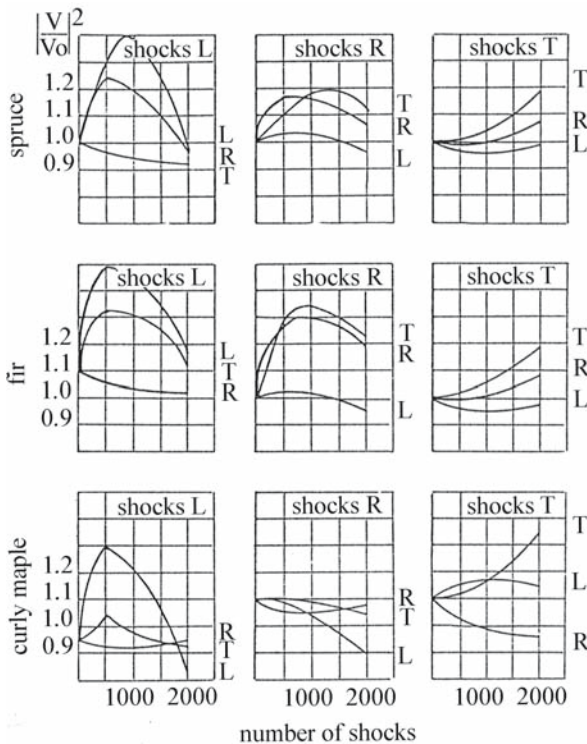 |V/Vo|²
shocks L
shocks R
shocks T
spruce
1.2
1.1
1.0
0.9
L
R
T
T
R
L
T
R
L
shocks L
shocks R
shocks T
fir
1.2
1.1
1.0
0.9
L
T
R
T
R
L
T
R
L
shocks L
shocks R
shocks T
curly maple
1.2
1.1
1.0
0.9
R
T
L
R
T
L
T
L
R
1000 2000
1000 2000
1000 2000
number of shocks